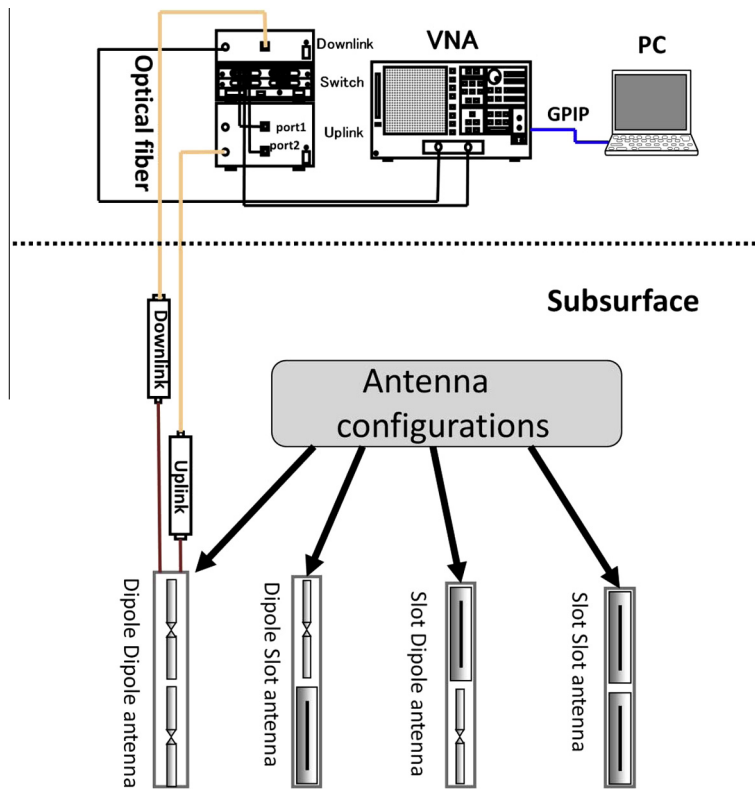 Downlink
VNA
PC
Optical fiber
Switch
GPIP
port1
Uplink
port2
Subsurface
Downlink
Antenna
configurations
Uplink
Dipole Dipole antenna
Dipole Slot antenna
Slot Dipole antenna
Slot Slot antenna